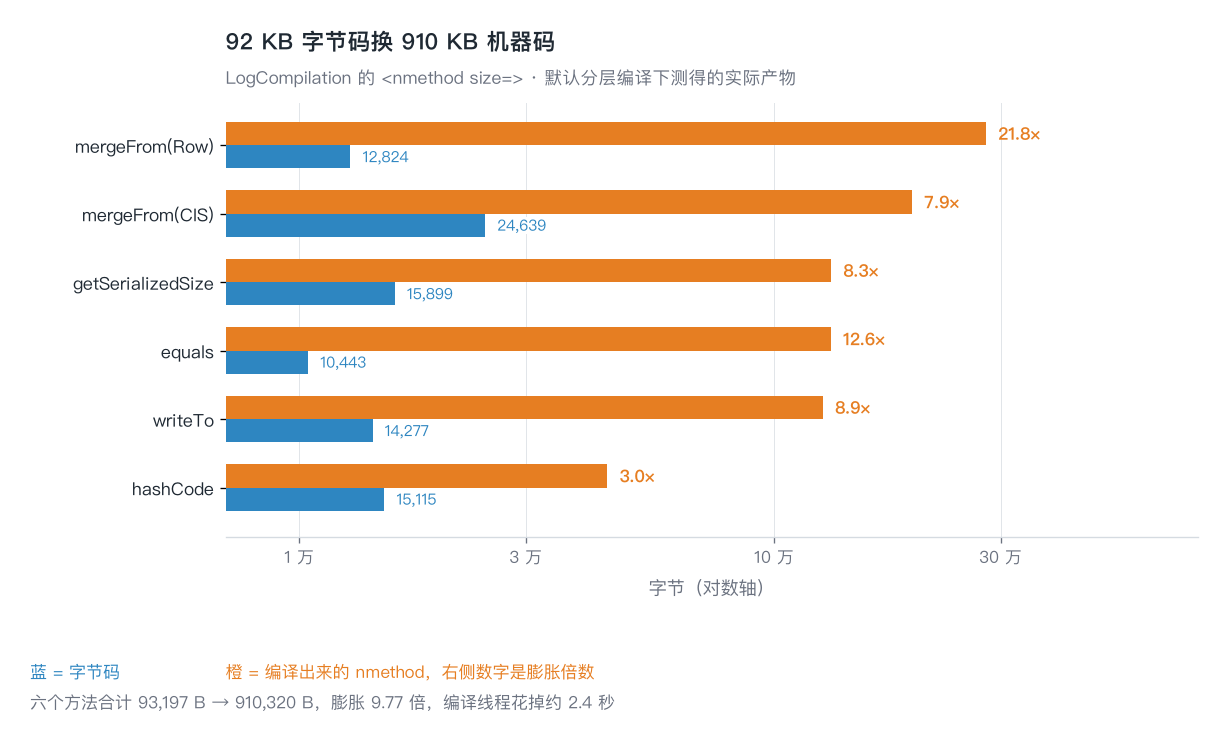 92 KB 字节码换 910 KB 机器码
LogCompilation 的 <nmethod size=> · 默认分层编译下测得的实际产物
mergeFrom(Row)
21.8×
12,824
mergeFrom(CIS)
7.9×
24,639
getSerializedSize
8.3×
15,899
equals
12.6×
10,443
writeTo
8.9×
14,277
hashCode
3.0×
15,115
1 万
3 万
10 万
30 万
字节（对数轴）
蓝 = 字节码
橙 = 编译出来的 nmethod，右侧数字是膨胀倍数
六个方法合计 93,197 B → 910,320 B，膨胀 9.77 倍，编译线程花掉约 2.4 秒